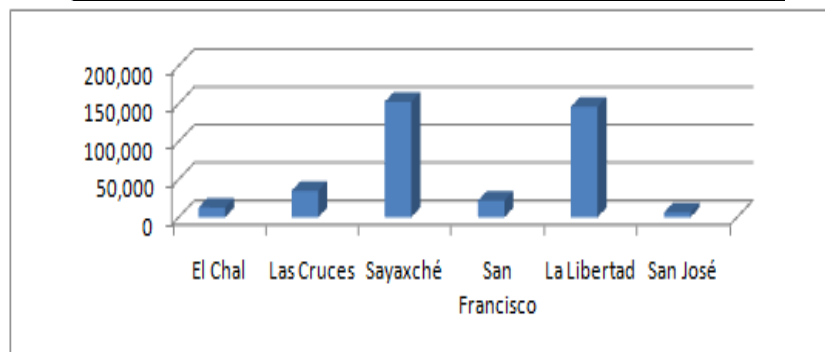 200,000
150,000
100,000
50,000
0
El Chal Las Cruces Sayaxché San La Libertad San José
Francisco